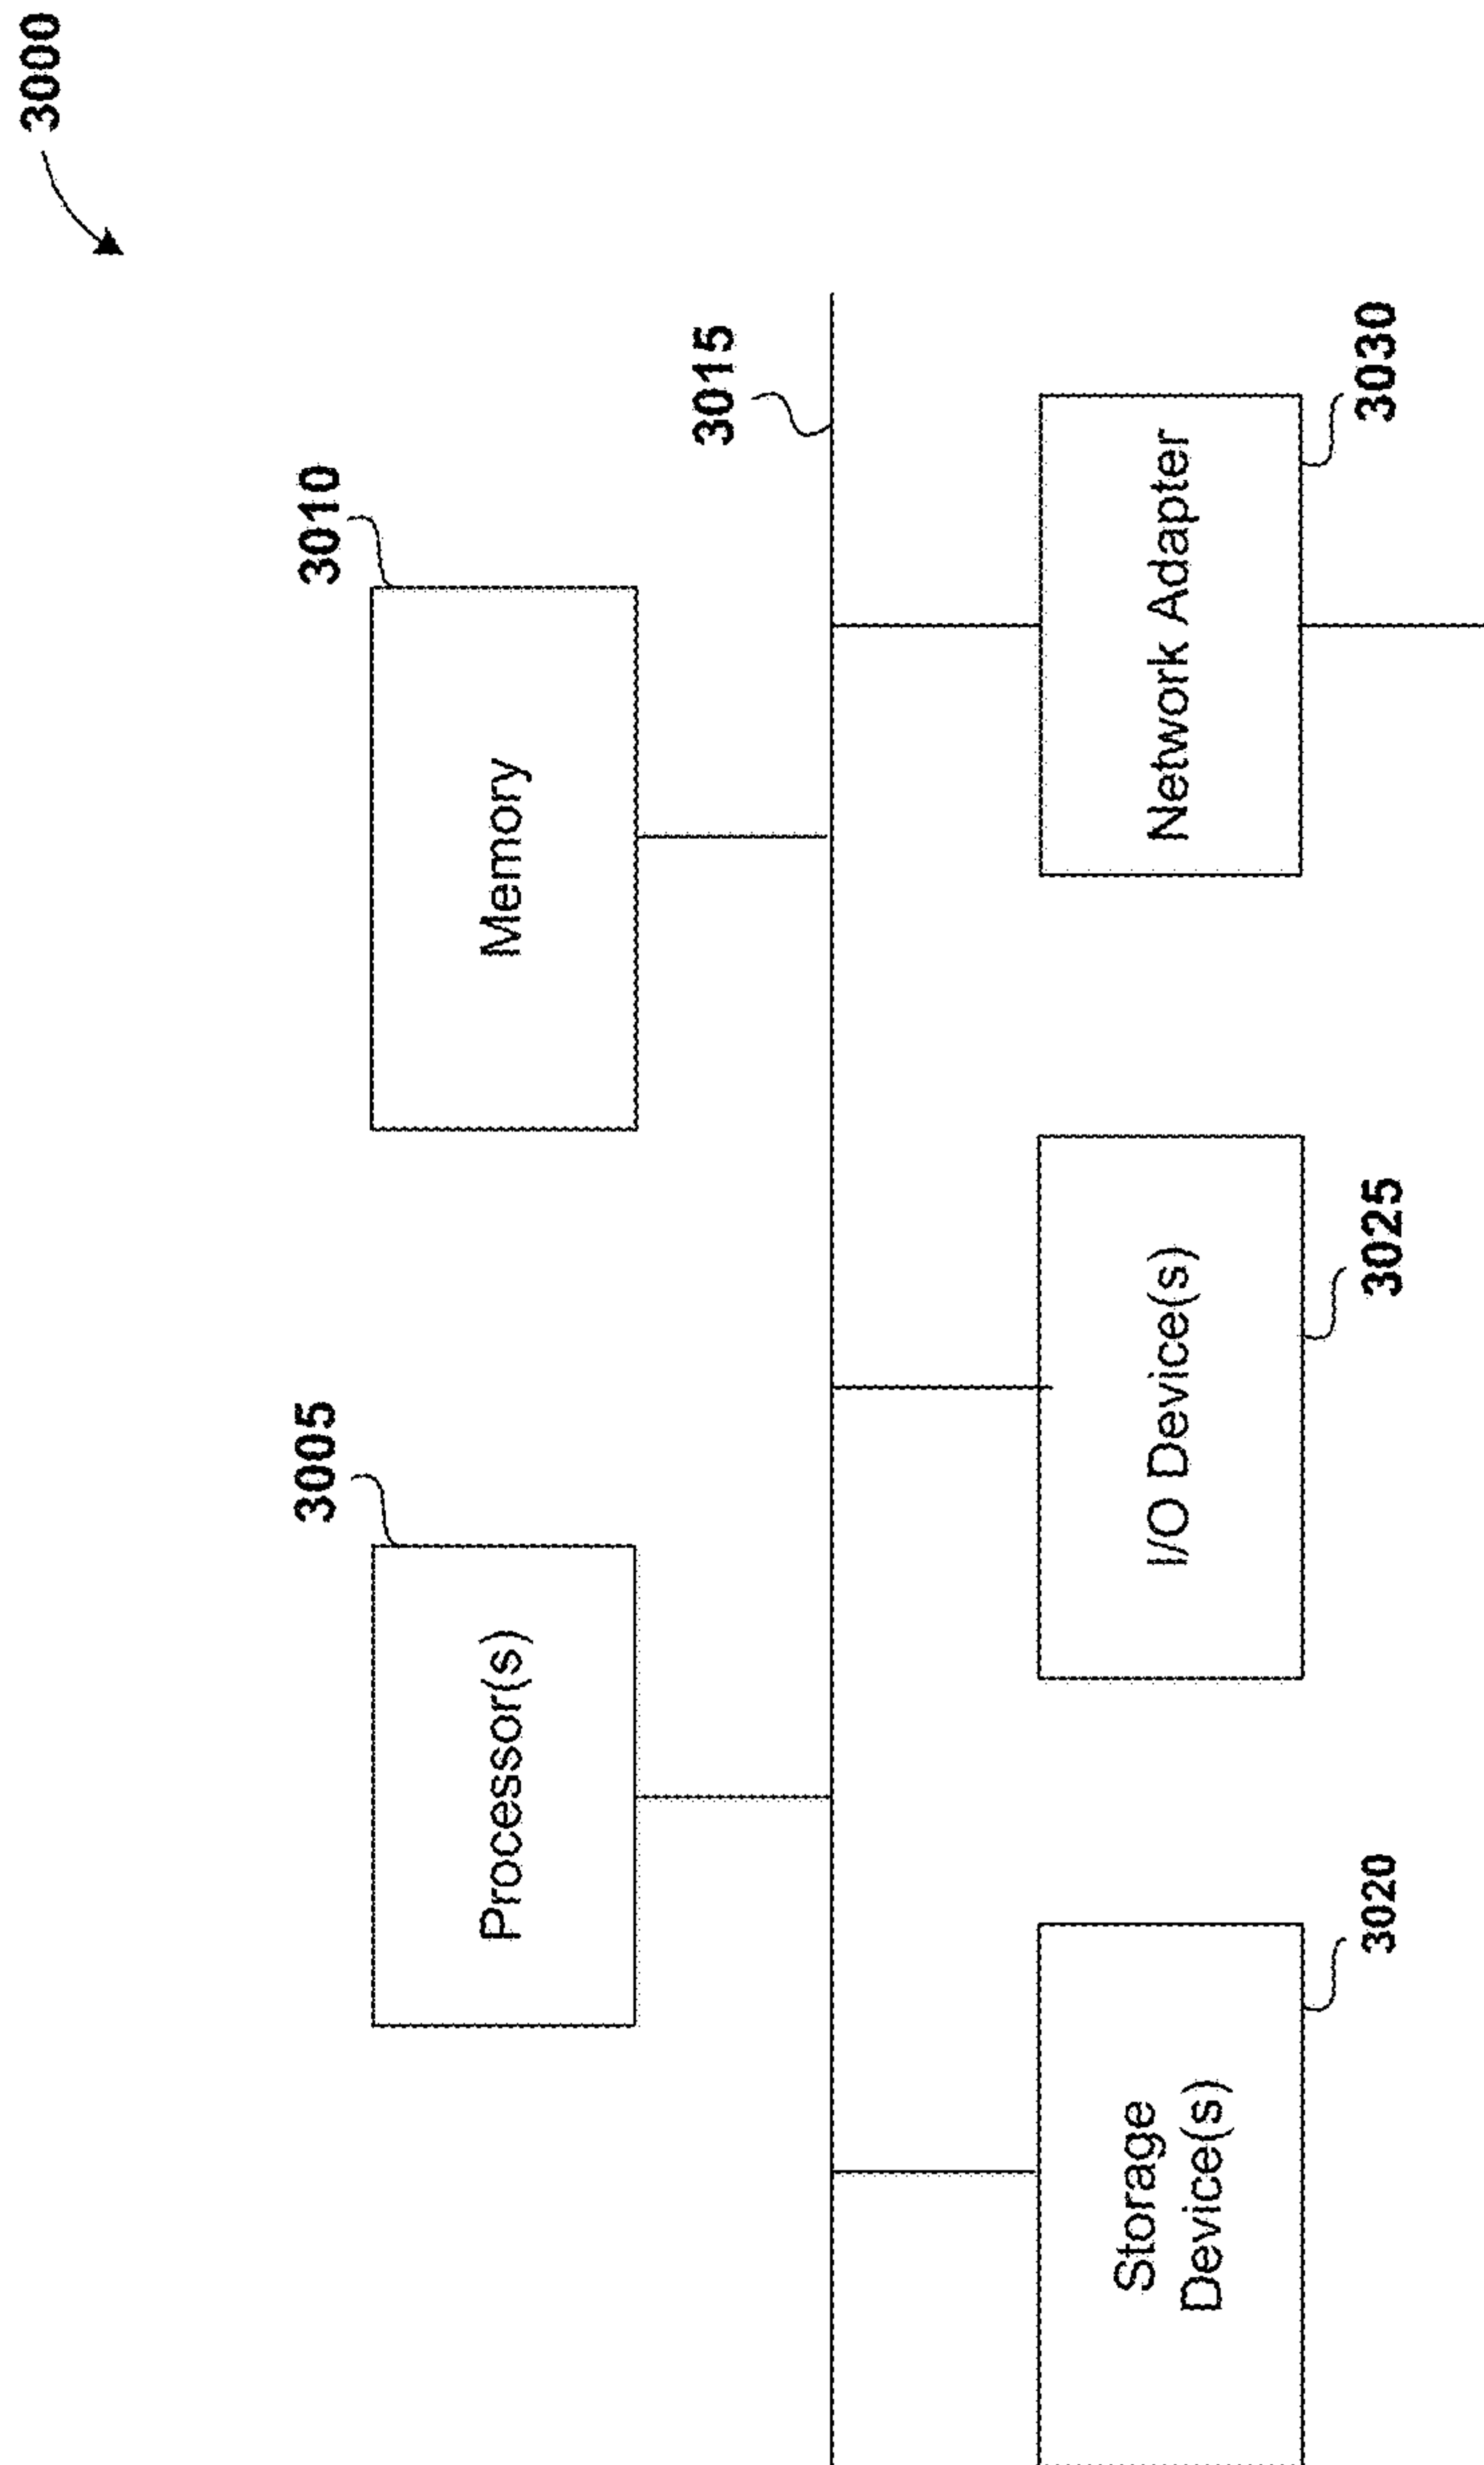 3000
3005
3010
Processor(s)
Memory
3015
Storage
Device(s)
I/O Device(s)
Network Adapter
3020
3025
3030